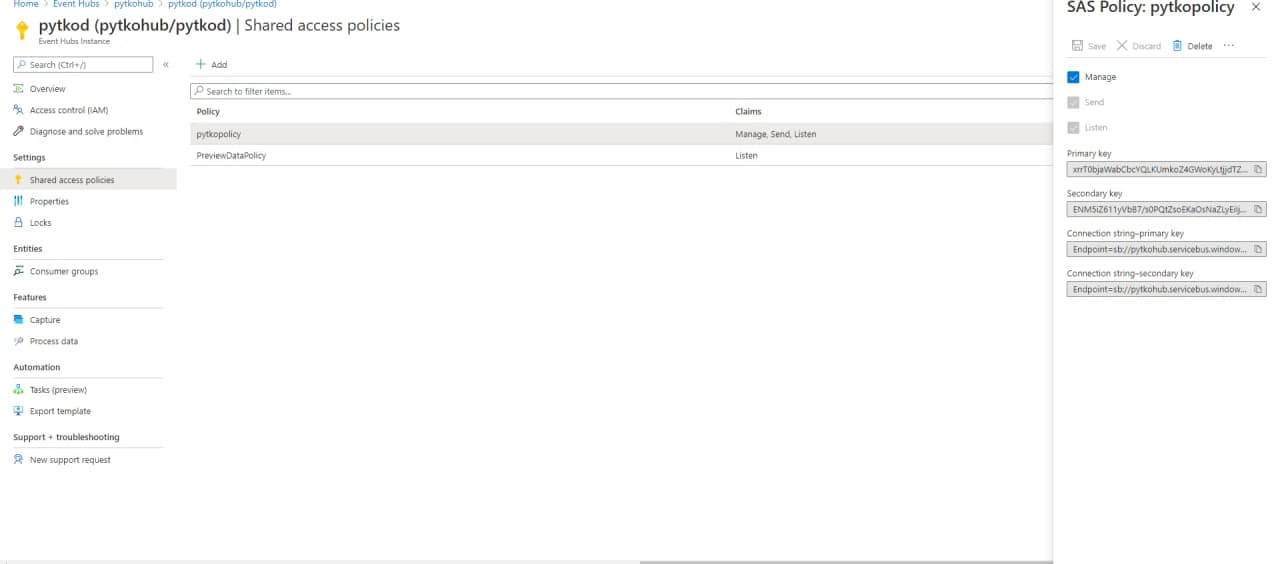 Home > Event Hubs > pytkohub > pytkod (pytkohub/pytkod)
pytkod (pytkohub/pytkod) | Shared access policies
Event Hubs Instance
Search (Ctrl+/)
«
Overview
Access control (IAM)
Diagnose and solve problems
Settings
Shared access policies
Properties
Locks
Entities
Consumer groups
Features
Capture
Process data
Automation
Tasks (preview)
Export template
Support + troubleshooting
New support request
+ Add
Search to filter items...
Policy Claims
pytkopolicy Manage, Send, Listen
PreviewDataPolicy Listen
SAS Policy: pytkopolicy
Save Discard Delete ...
Manage
Send
Listen
Primary key
Secondary key
Connection string–primary key
Endpoint=sb://pytkohub.servicebus.window...
Connection string–secondary key
Endpoint=sb://pytkohub.servicebus.window...